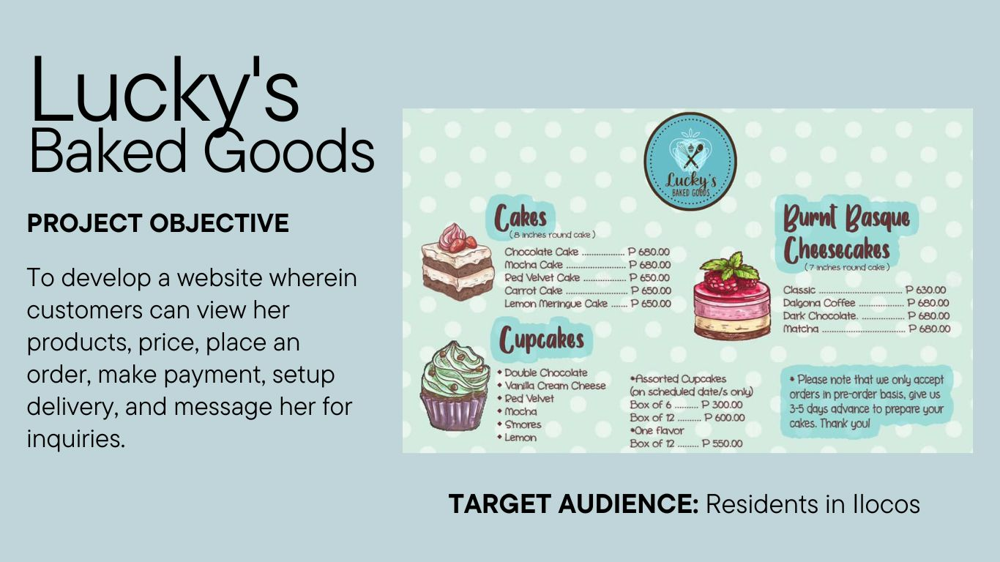 Lucky's
Baked Goods
PROJECT OBJECTIVE
To develop a website wherein
customers can view her
products, price, place an
order, make payment, setup
delivery, and message her for
inquiries.
Lucky's
BAKED GOODS
Cakes
(8 inches round cake)
Chocolate Cake .................. P 680.00
Mocha Cake ........................ P 680.00
Red Velvet Cake .................. P 650.00
Carrot Cake .......................... P 650.00
Lemon Meringue Cake ....... P 650.00
Cupcakes
• Double Chocolate
• Vanilla Cream Cheese
• Red Velvet
• Mocha
• S'mores
• Lemon
•Assorted Cupcakes
(on scheduled date/s only)
Box of 6 .......... P 300.00
Box of 12 .......... P 600.00
•One flavor
Box of 12 ......... P 550.00
Burnt Basque
Cheesecakes
(7 inches round cake)
Classic ................................... P 630.00
Dalgona Coffee ................... P 680.00
Dark Chocolate. .................. P 680.00
Matcha ................................... P 680.00
* Please note that we only accept
orders in pre-order basis, give us
3-5 days advance to prepare your
cakes. Thank you!
TARGET AUDIENCE: Residents in Ilocos